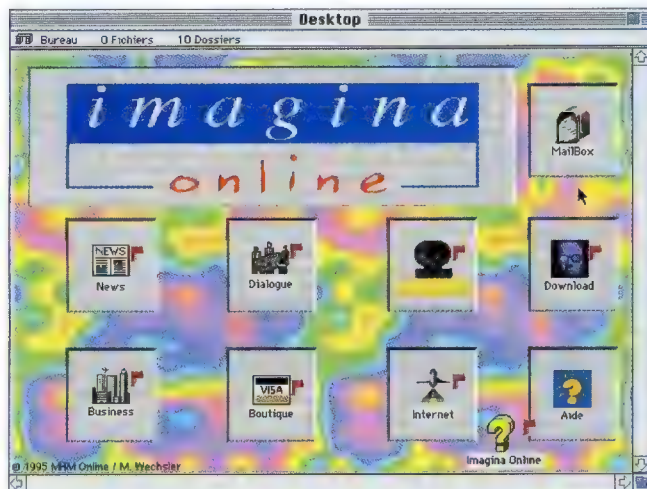 Desktop
Bureau 0 Fichiers 10 Dossiers
imagina
online
MailBox
NEWS
News
Dialogue
Download
Business
VISA
Boutique
Internet
Aide
Imagina Online
© 1995 MHM Online / M. Wechsler